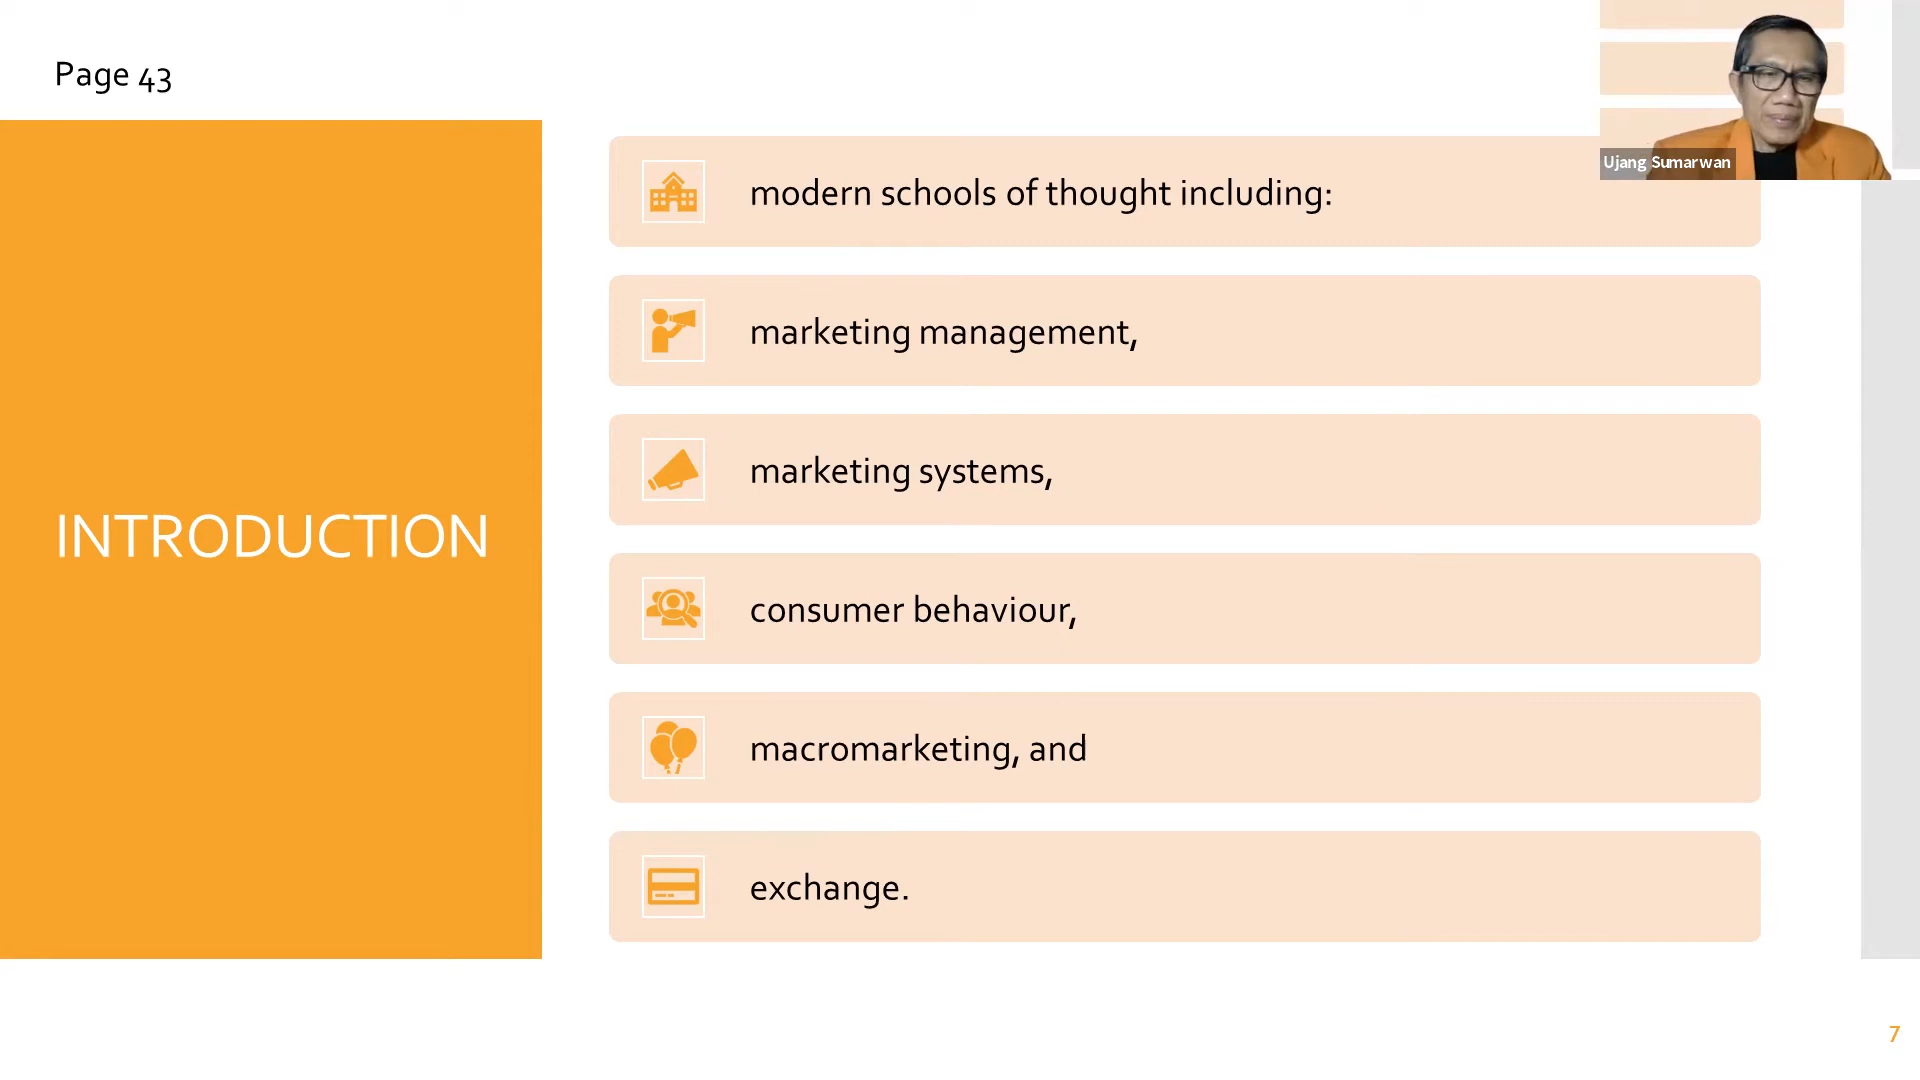 Page 43
Ujang Sumarwan
INTRODUCTION
modern schools of thought including:
marketing management,
marketing systems,
consumer behaviour,
macromarketing, and
exchange.
7